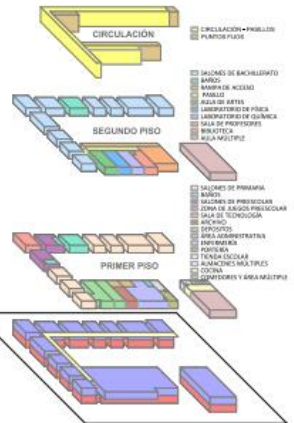 CIRCULACIÓN
CIRCULACIÓN-PASILLOS
PUNTOS FIJOS
SEGUNDO PISO
SALONES DE BACHILLERATO
BAÑOS
RAMPA DE ACCESO
PASILLO
AULA DE ARTES
LABORATORIO DE FÍSICA
LABORATORIO DE QUÍMICA
SALA DE PROFESORES
BIBLIOTECA
AULA MÚLTIPLE
PRIMER PISO
SALONES DE PRIMARIA
BAÑOS
SALONES DE PREESCOLAR
ZONA DE JUEGOS PREESCOLAR
SALA DE TECNOLOGÍA
ARCHIVO
DEPÓSITOS
ÁREA ADMINISTRATIVA
ENFERMERÍA
PORTERÍA
TIENDA ESCOLAR
ALMACENES MÚLTIPLES
COCINA
COMEDORES Y ÁREA MÚLTIPLE